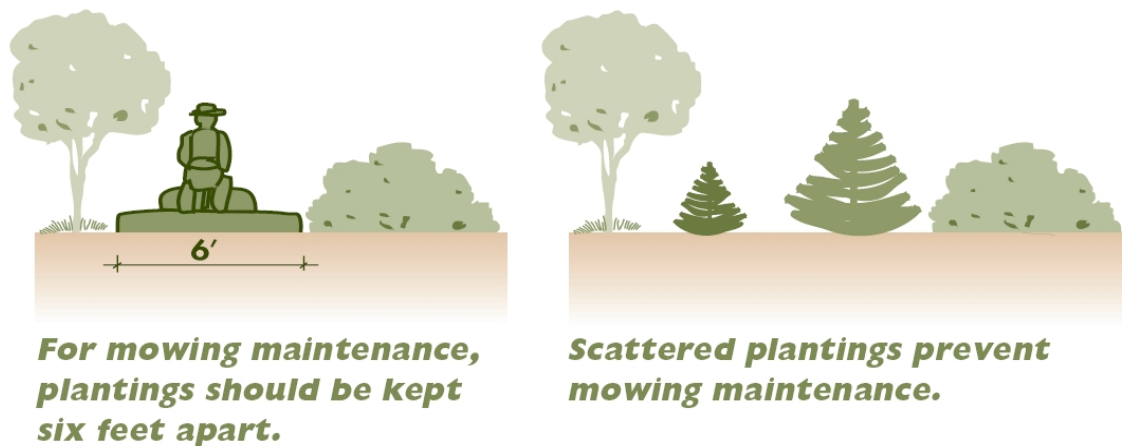 6′
For mowing maintenance,
plantings should be kept
six feet apart.
Scattered plantings prevent
mowing maintenance.